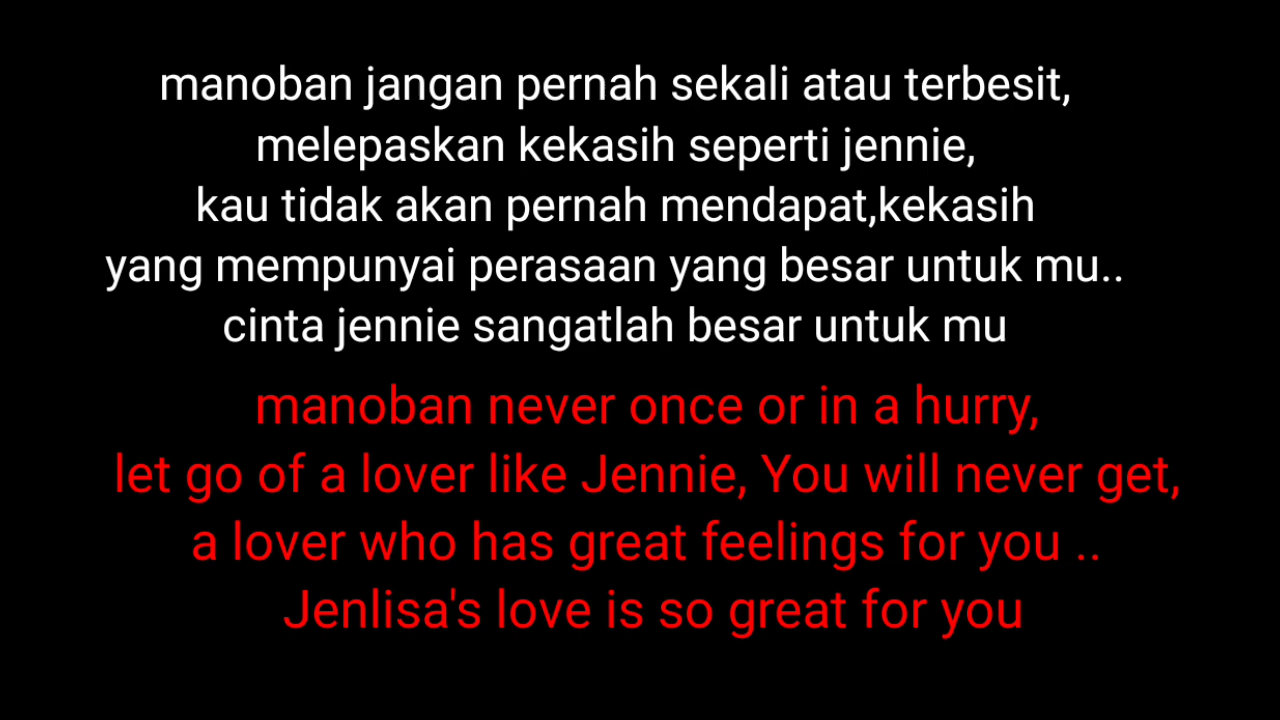 manoban jangan pernah sekali atau terbesit,
melepaskan kekasih seperti jennie,
kau tidak akan pernah mendapat,kekasih
yang mempunyai perasaan yang besar untuk mu..
cinta jennie sangatlah besar untuk mu
manoban never once or in a hurry,
let go of a lover like Jennie, You will never get,
a lover who has great feelings for you ..
Jenlisa's love is so great for you